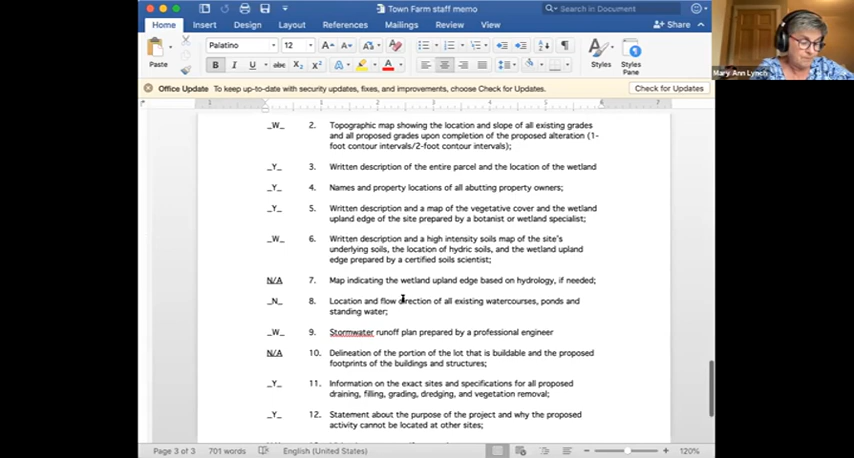 Town Farm staff memo
Search in Document
Home Insert Design Layout References Mailings Review View Share
Paste Palatino 12 Styles Styles Pane
B I U abc X₂ X²
Mary Ann Lynch
Office Update To keep up-to-date with security updates, fixes, and improvements, choose Check for Updates. Check for Updates
1 1 2 3 4 5 6 7
_W_ 2. Topographic map showing the location and slope of all existing grades
and all proposed grades upon completion of the proposed alteration (1-
foot contour intervals/2-foot contour intervals);
_Y_ 3. Written description of the entire parcel and the location of the wetland
_Y_ 4. Names and property locations of all abutting property owners;
_Y_ 5. Written description and a map of the vegetative cover and the wetland
upland edge of the site prepared by a botanist or wetland specialist;
_W_ 6. Written description and a high intensity soils map of the site's
underlying soils, the location of hydric soils, and the wetland upland
edge prepared by a certified soils scientist;
N/A 7. Map indicating the wetland upland edge based on hydrology, if needed;
_N_ 8. Location and flow direction of all existing watercourses, ponds and
standing water;
_W_ 9. Stormwater runoff plan prepared by a professional engineer
N/A 10. Delineation of the portion of the lot that is buildable and the proposed
footprints of the buildings and structures;
_Y_ 11. Information on the exact sites and specifications for all proposed
draining, filling, grading, dredging, and vegetation removal;
_Y_ 12. Statement about the purpose of the project and why the proposed
activity cannot be located at other sites;
Page 3 of 3 701 words English (United States) 120%